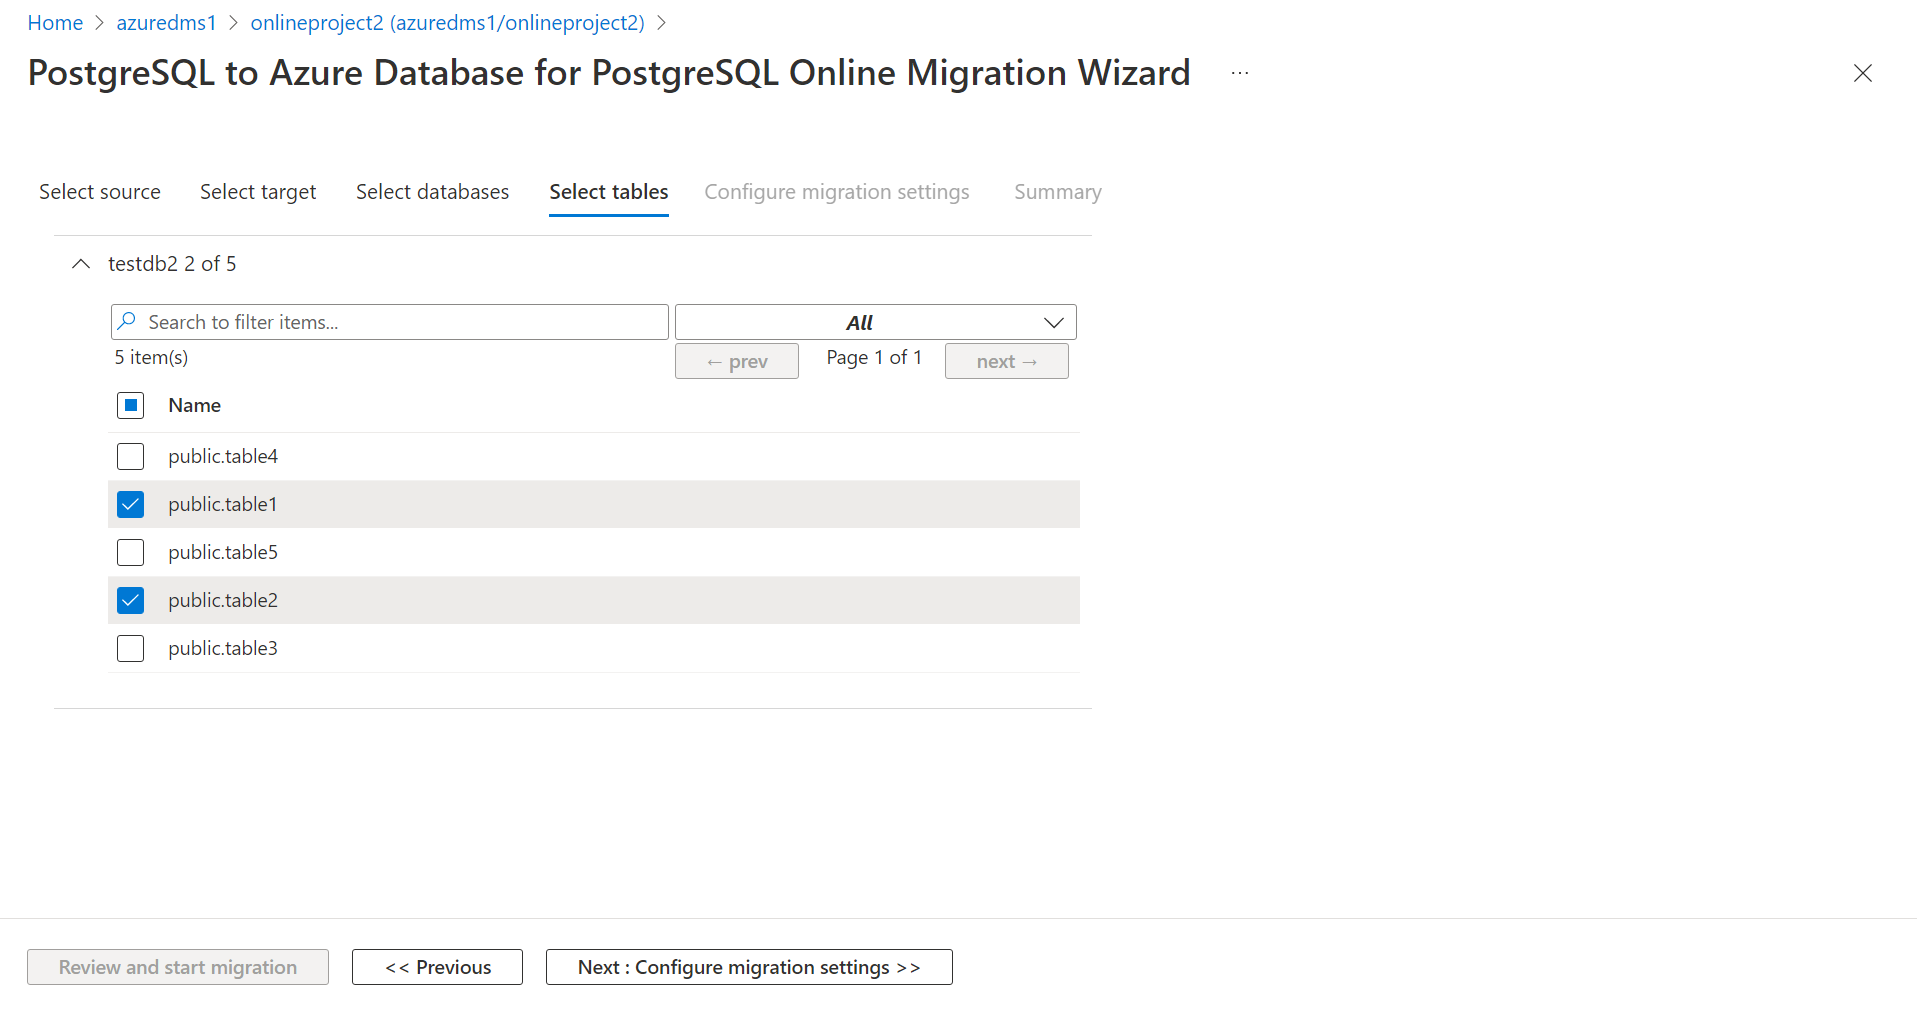 Home > azuredms1 > onlineproject2 (azuredms1/onlineproject2) >
PostgreSQL to Azure Database for PostgreSQL Online Migration Wizard ...
Select source Select target Select databases Select tables Configure migration settings Summary
testdb2 2 of 5
Search to filter items... All
5 item(s) ← prev Page 1 of 1 next →
Name
public.table4
public.table1
public.table5
public.table2
public.table3
Review and start migration << Previous Next : Configure migration settings >>